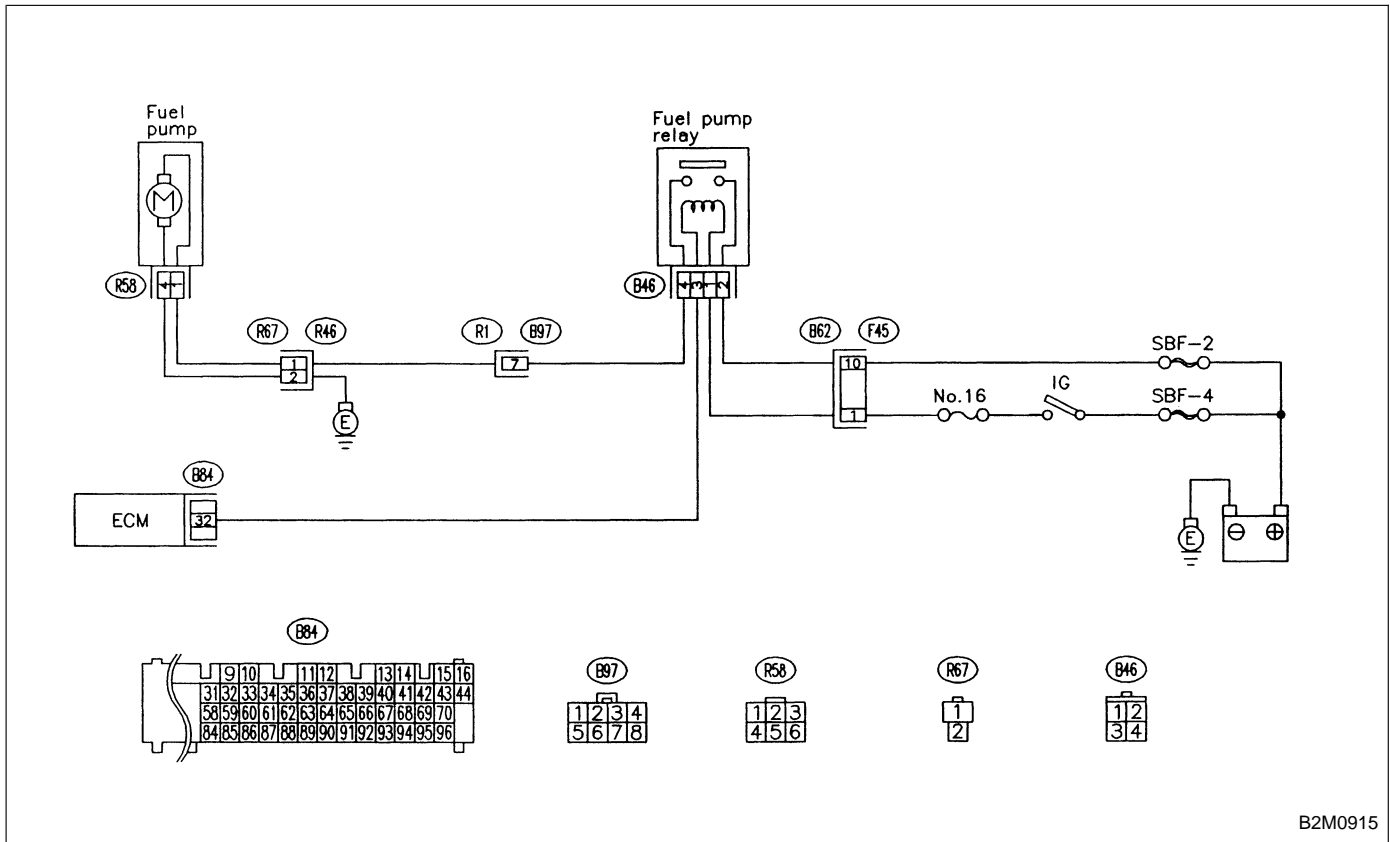 Fuel
pump
M
R58
4 1
Fuel pump
relay
B46
4 3 1 2
R67 R46
1
2
E
R1 B97
7
B62 F45
10
1
SBF-2
No.16
IG
SBF-4
B84
ECM
32
E
⊖ ⊕
B84
9 10 11 12 13 14 15 16
31 32 33 34 35 36 37 38 39 40 41 42 43 44
58 59 60 61 62 63 64 65 66 67 68 69 70
84 85 86 87 88 89 90 91 92 93 94 95 96
B97
1 2 3 4
5 6 7 8
R58
1 2 3
4 5 6
R67
1
2
B46
1 2
3 4
B2M0915